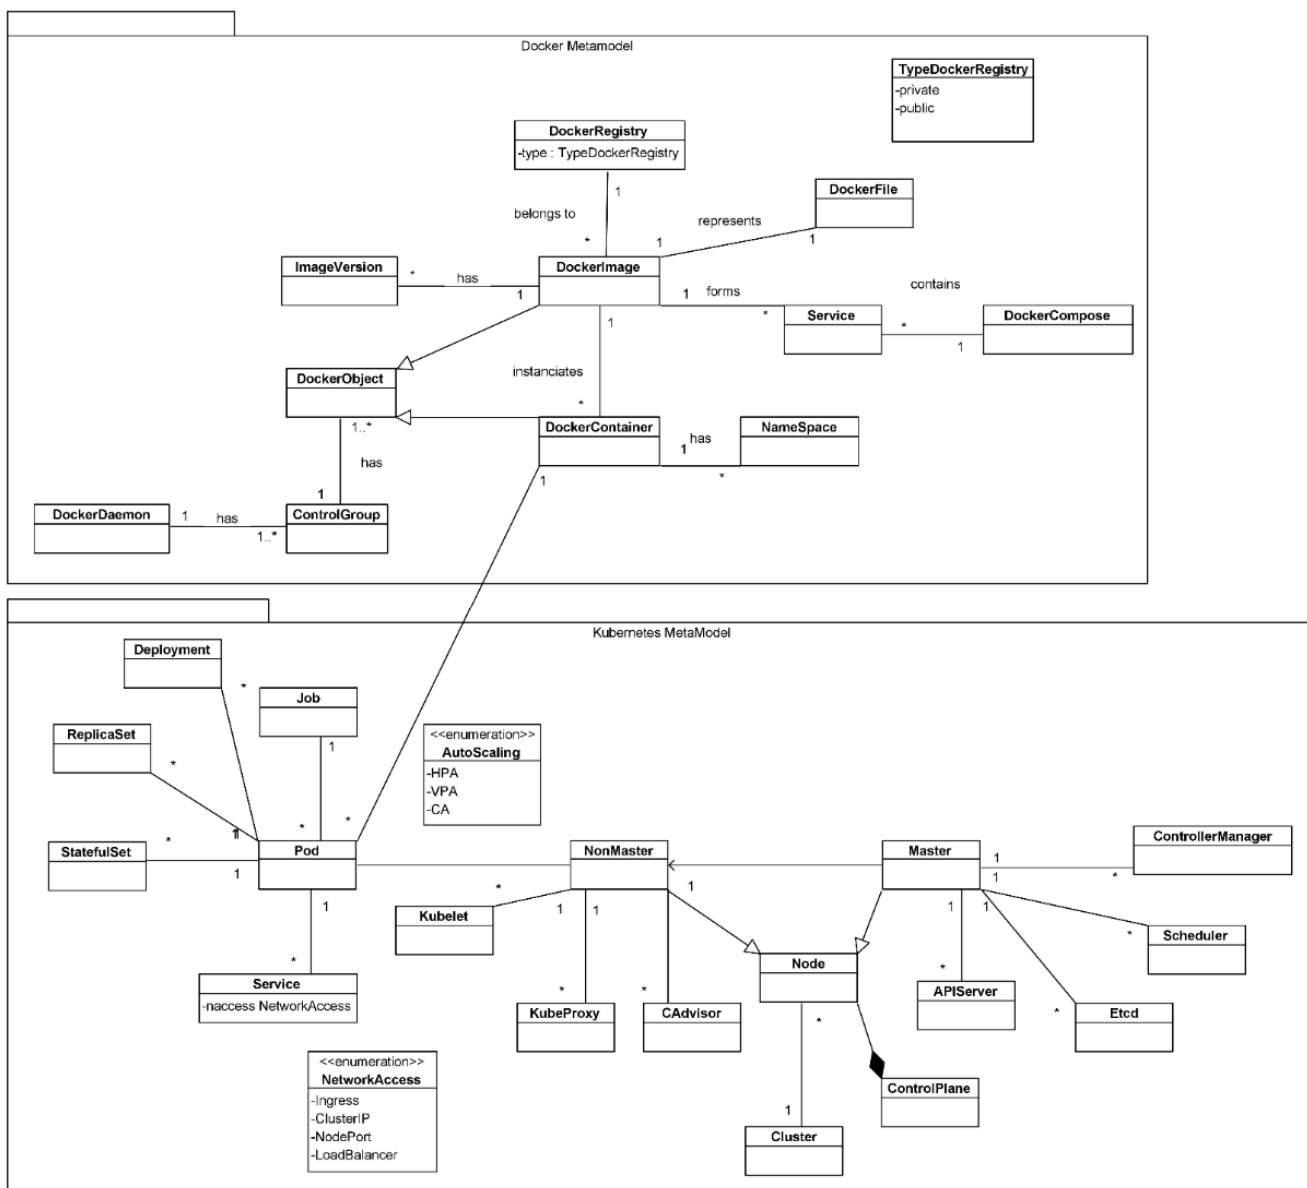 Docker Metamodel
TypeDockerRegistry
-private
-public
DockerRegistry
-type : TypeDockerRegistry
1
belongs to
*
DockerFile
represents
1
1
ImageVersion
*
has
1
DockerImage
1
forms
*
Service
contains
*
1
DockerCompose
1
instanciates
*
DockerObject
1..*
DockerContainer
1
has
*
NameSpace
1
has
1
DockerDaemon
1
has
1..*
ControlGroup
Kubernetes MetaModel
Deployment
*
Job
1
*
ReplicaSet
*
<<enumeration>>
AutoScaling
-HPA
-VPA
-CA
*
1
1
StatefulSet
*
1
Pod
NonMaster
Master
1
*
ControllerManager
1
*
Kubelet
*
1
1
1
1
1
Scheduler
*
Node
1
*
Service
-naccess NetworkAccess
*
KubeProxy
*
CAdvisor
*
*
APIServer
*
Etcd
<<enumeration>>
NetworkAccess
-Ingress
-ClusterIP
-NodePort
-LoadBalancer
ControlPlane
1
Cluster